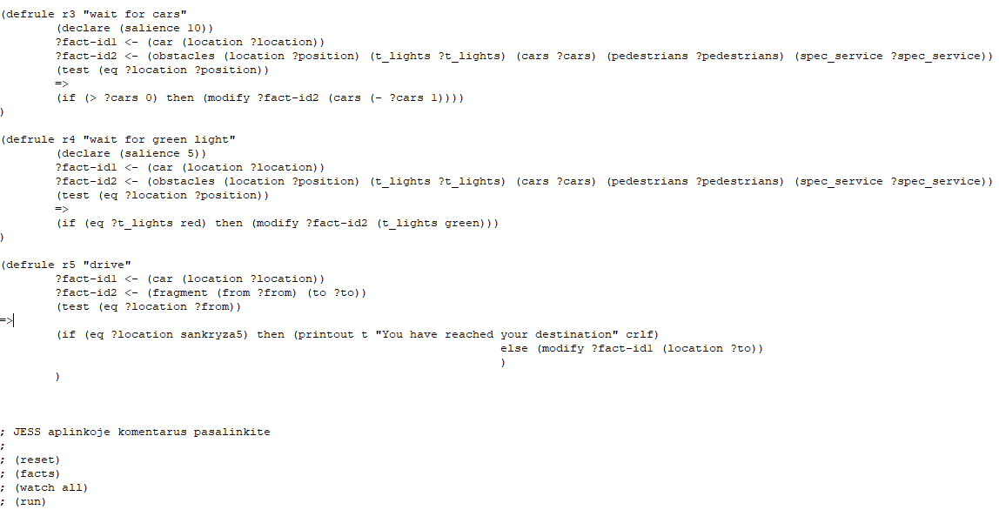 (defrule r3 "wait for cars"
(declare (salience 10))
?fact-id1 <- (car (location ?location))
?fact-id2 <- (obstacles (location ?position) (t_lights ?t_lights) (cars ?cars) (pedestrians ?pedestrians) (spec_service ?spec_service))
(test (eq ?location ?position))
=>
(if (> ?cars 0) then (modify ?fact-id2 (cars (- ?cars 1))))
)
(defrule r4 "wait for green light"
(declare (salience 5))
?fact-id1 <- (car (location ?location))
?fact-id2 <- (obstacles (location ?position) (t_lights ?t_lights) (cars ?cars) (pedestrians ?pedestrians) (spec_service ?spec_service))
(test (eq ?location ?position))
=>
(if (eq ?t_lights red) then (modify ?fact-id2 (t_lights green)))
)
(defrule r5 "drive"
?fact-id1 <- (car (location ?location))
?fact-id2 <- (fragment (from ?from) (to ?to))
(test (eq ?location ?from))
=>
(if (eq ?location sankryza5) then (printout t "You have reached your destination" crlf)
else (modify ?fact-id1 (location ?to))
)
)
; JESS aplinkoje komentarus pasalinkite
;
; (reset)
; (facts)
; (watch all)
; (run)